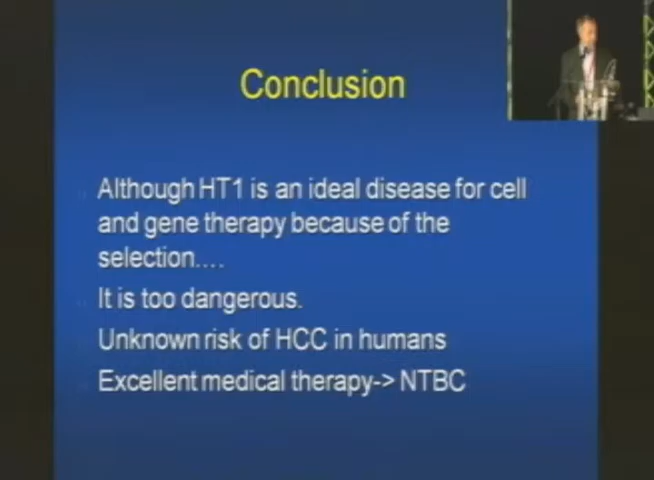 Conclusion
Although HT1 is an ideal disease for cell
and gene therapy because of the
selection....
It is too dangerous.
Unknown risk of HCC in humans
Excellent medical therapy-> NTBC